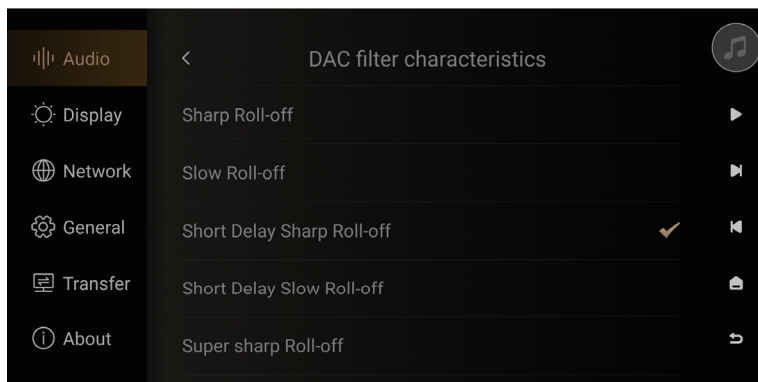 Audio
Display
Network
General
Transfer
About
DAC filter characteristics
Sharp Roll-off
Slow Roll-off
Short Delay Sharp Roll-off
Short Delay Slow Roll-off
Super sharp Roll-off